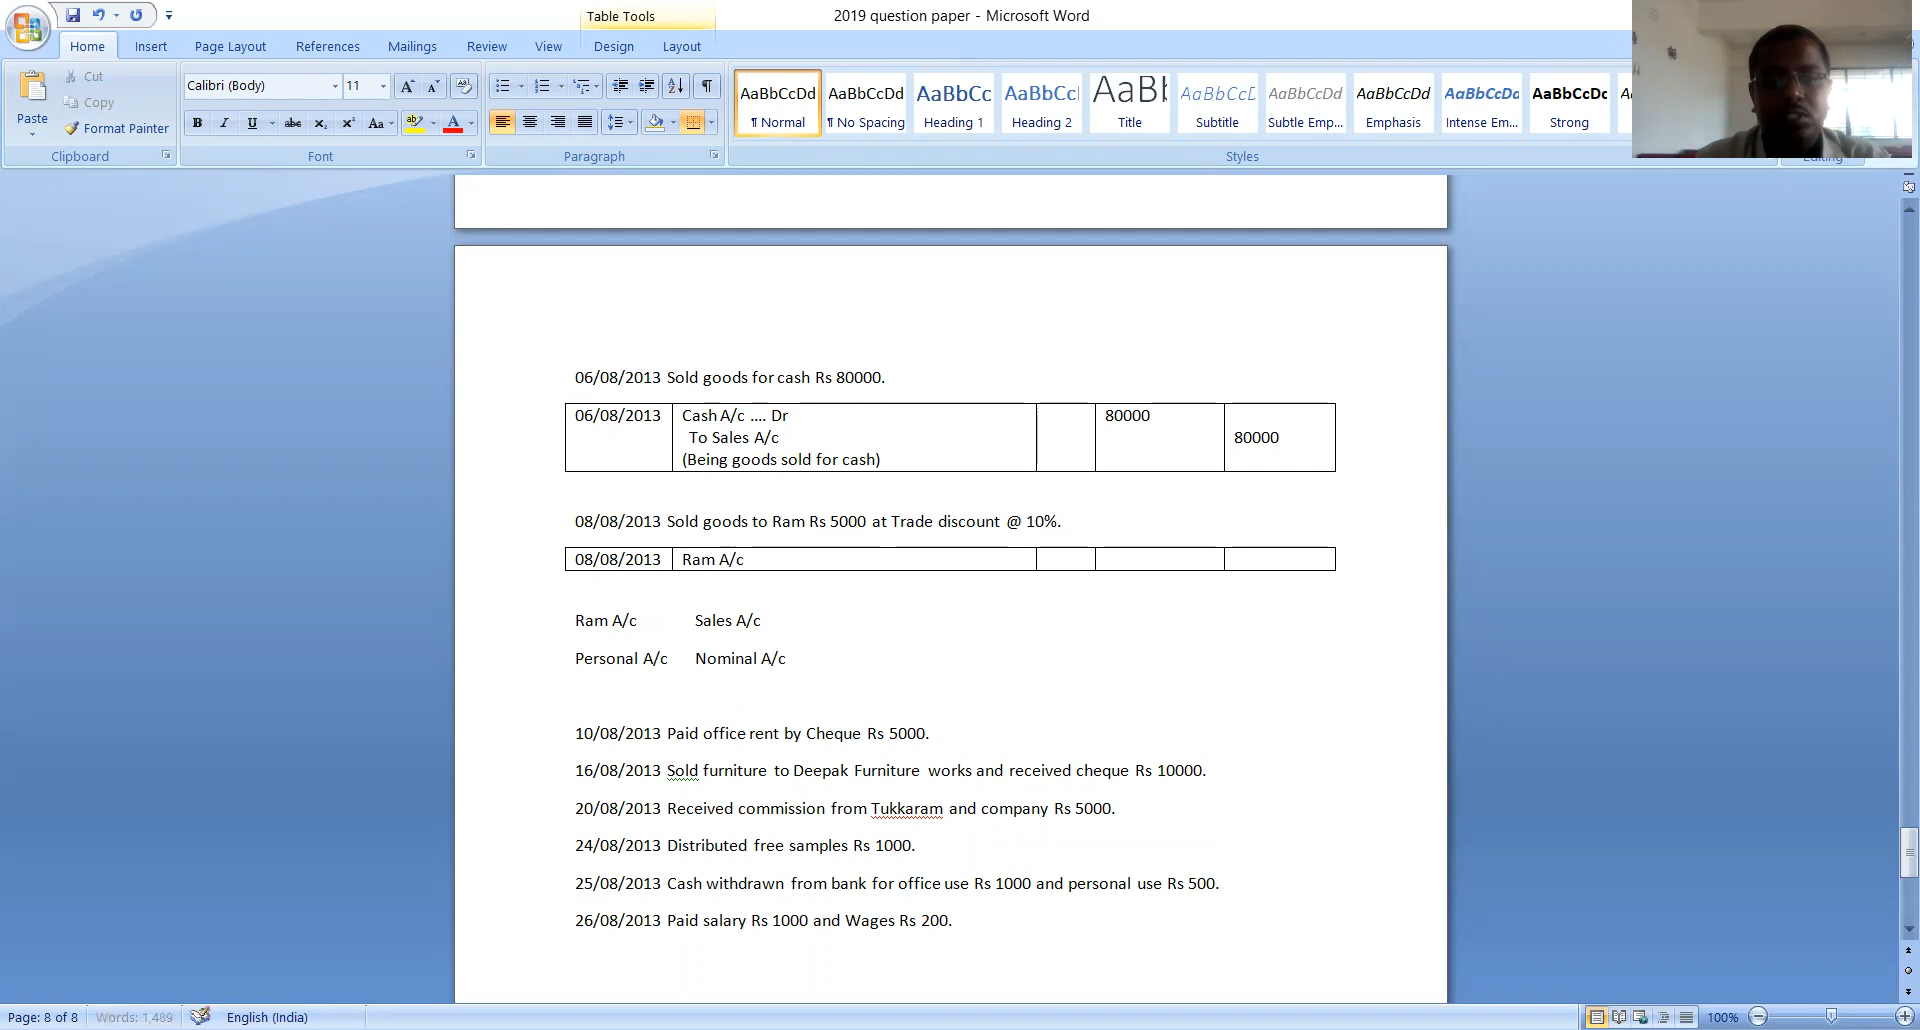 2019 question paper - Microsoft Word
Table Tools
Home Insert Page Layout References Mailings Review View Design Layout
Paste
Cut
Copy
Format Painter
Clipboard
Calibri (Body) 11
Font
Paragraph
AaBbCcDd AaBbCcDd AaBbCc AaBbCc AaB AaBbCcD AaBbCcDd AaBbCcDd AaBbCcDd AaBbCcDc
¶ Normal ¶ No Spacing Heading 1 Heading 2 Title Subtitle Subtle Emp... Emphasis Intense Em... Strong
Styles
Editing
06/08/2013 Sold goods for cash Rs 80000.
06/08/2013 Cash A/c .... Dr 80000
To Sales A/c 80000
(Being goods sold for cash)
08/08/2013 Sold goods to Ram Rs 5000 at Trade discount @ 10%.
08/08/2013 Ram A/c
Ram A/c Sales A/c
Personal A/c Nominal A/c
10/08/2013 Paid office rent by Cheque Rs 5000.
16/08/2013 Sold furniture to Deepak Furniture works and received cheque Rs 10000.
20/08/2013 Received commission from Tukkaram and company Rs 5000.
24/08/2013 Distributed free samples Rs 1000.
25/08/2013 Cash withdrawn from bank for office use Rs 1000 and personal use Rs 500.
26/08/2013 Paid salary Rs 1000 and Wages Rs 200.
Page: 8 of 8 Words: 1,489 English (India) 100%